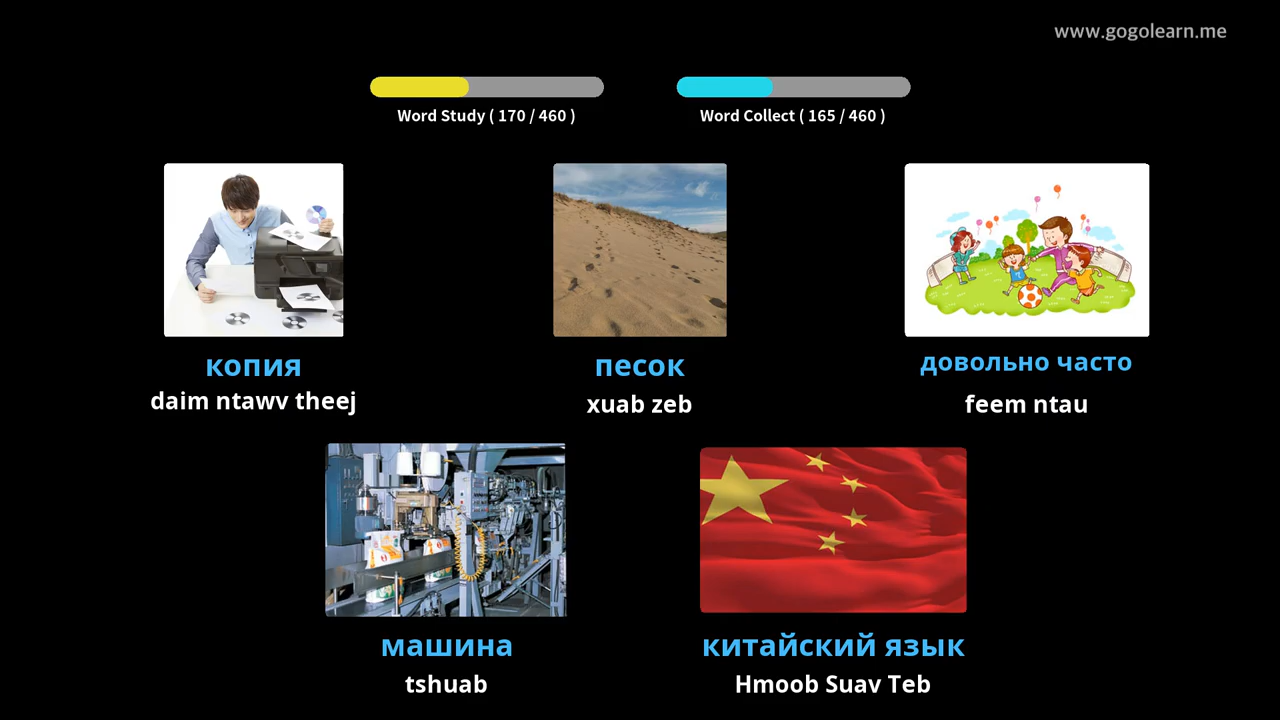 www.gogolearn.me
Word Study ( 170 / 460 )
Word Collect ( 165 / 460 )
копия
daim ntawv theej
песок
xuab zeb
довольно часто
feem ntau
машина
tshuab
китайский язык
Hmoob Suav Teb